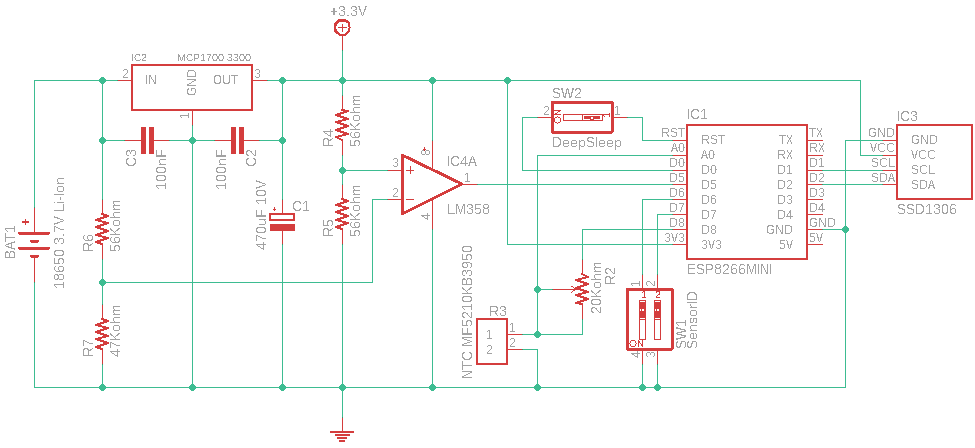 +3.3V
IC2
MCP1700 3300
2
IN
GND
OUT
3
1
C3
100nF
100nF
C2
R4
56Kohm
+
8
IC4A
3
+
2
-
1
4
LM358
R5
56Kohm
470uF 10V
+
C1
R6
56Kohm
R7
47Kohm
BAT1
+
18650 3.7V Li-Ion
SW2
2
ON
1
1
DeepSleep
IC1
RST
A0
D0
D5
D6
D7
D8
3V3
RST
A0
D0
D5
D6
D7
D8
3V3
TX
RX
D1
D2
D3
D4
GND
5V
TX
RX
D1
D2
D3
D4
GND
5V
ESP8266MINI
IC3
GND
VCC
SCL
SDA
GND
VCC
SCL
SDA
SSD1306
R2
20Kohm
NTC MF5210KB3950
R3
1
2
1
2
1
2
1
2
ON
4
3
SW1
SensorID